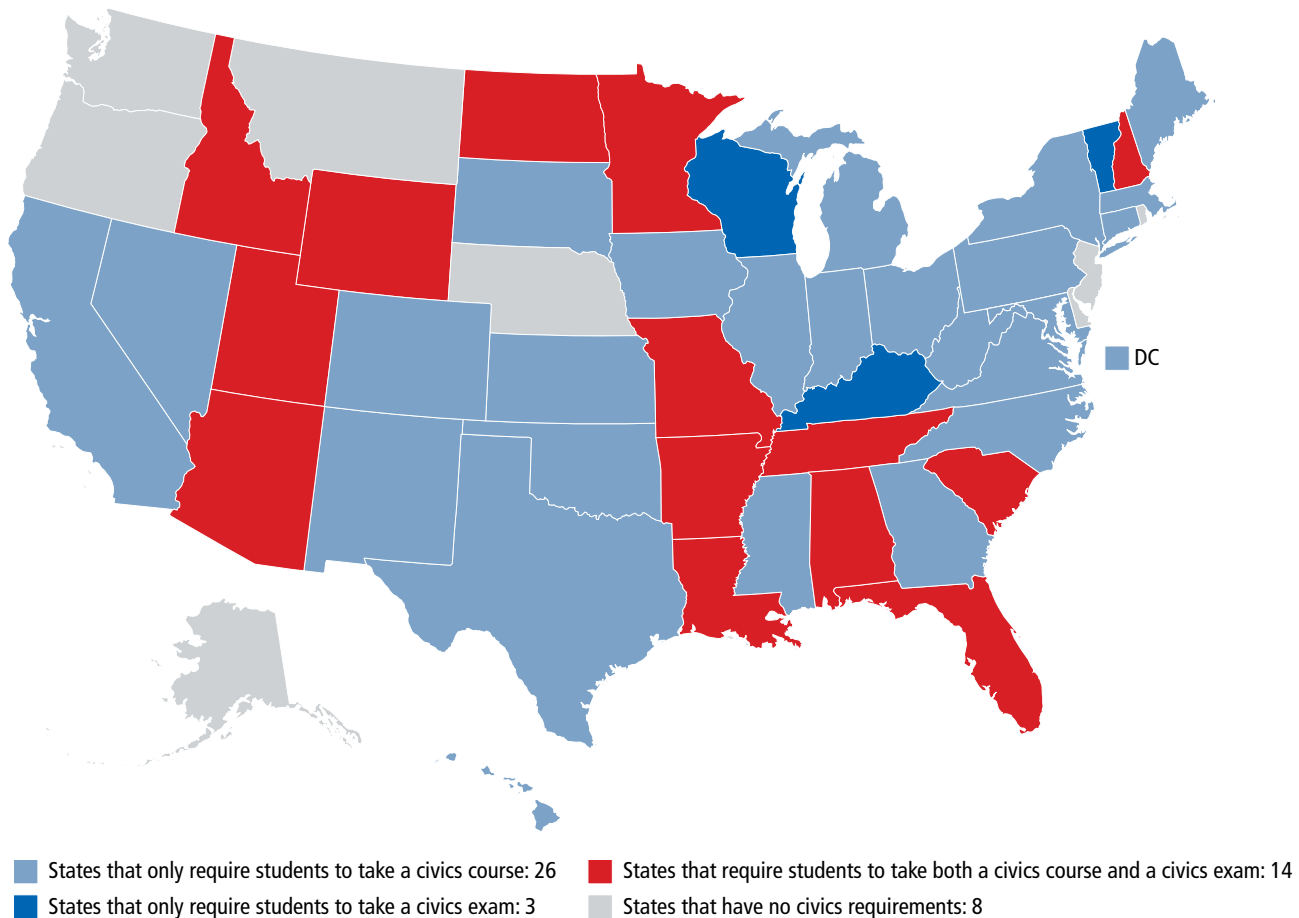 DC
States that only require students to take a civics course: 26
States that require students to take both a civics course and a civics exam: 14
States that only require students to take a civics exam: 3
States that have no civics requirements: 8